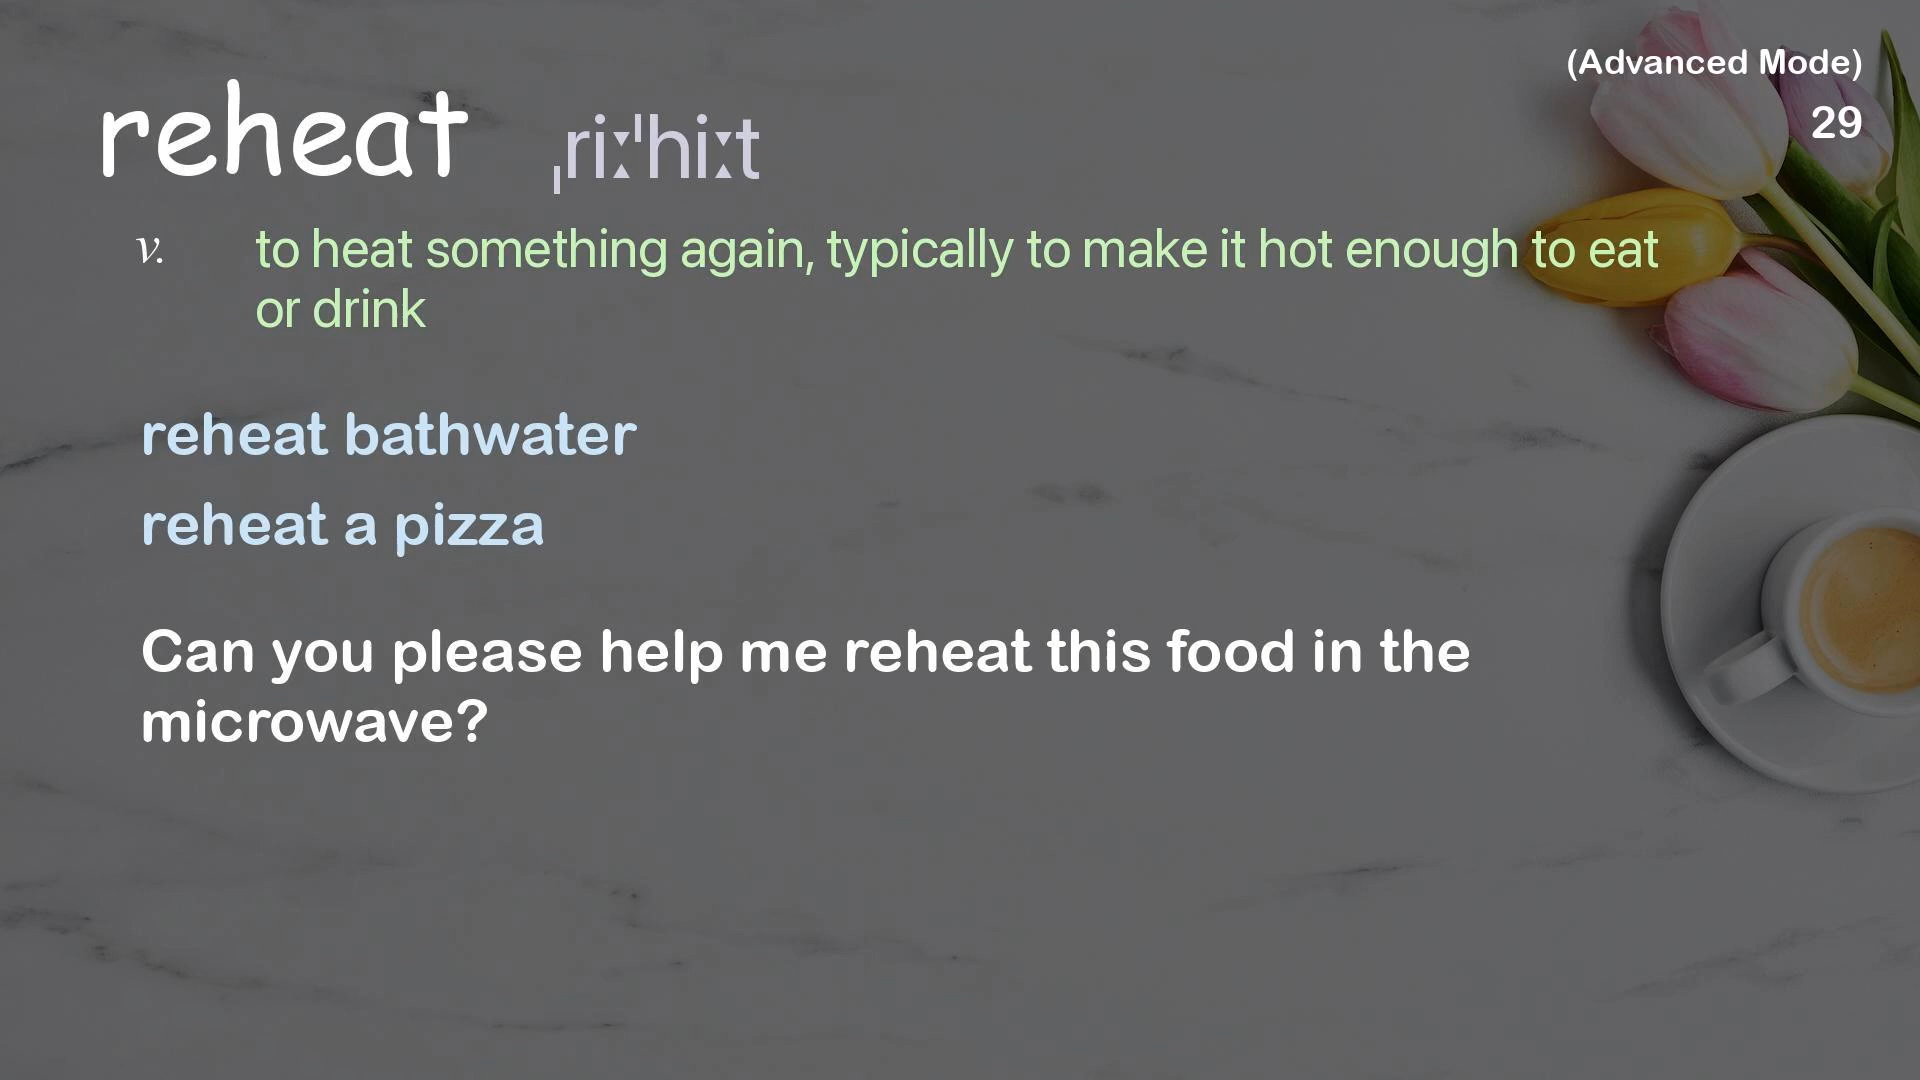 (Advanced Mode)
29
reheat ˌriːˈhiːt
v. to heat something again, typically to make it hot enough to eat
or drink
reheat bathwater
reheat a pizza
Can you please help me reheat this food in the
microwave?